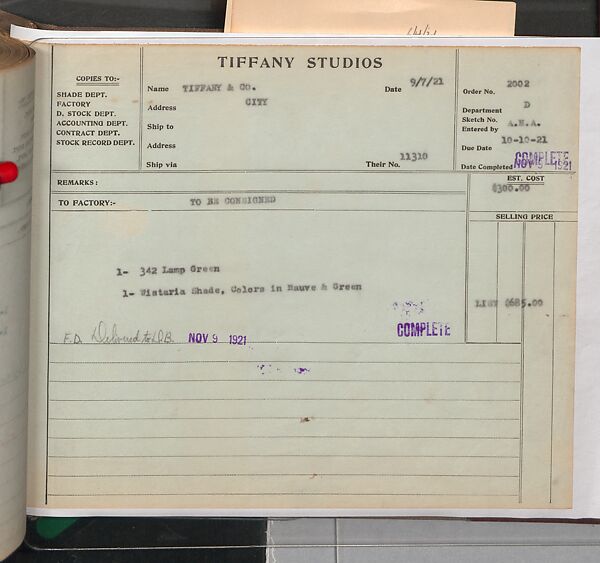 TIFFANY STUDIOS
COPIES TO:-
SHADE DEPT.
FACTORY
D. STOCK DEPT.
ACCOUNTING DEPT.
CONTRACT DEPT.
STOCK RECORD DEPT.
Name TIFFANY & CO. Date 9/7/21
Address CITY
Ship to
Address
Ship via Their No. 11310
Order No. 2002
Department D
Sketch No.
Entered by A.H.A.
Due Date 10-10-21
Date Completed NOV 9 1921
COMPLETE
REMARKS:
EST. COST
$300.00
TO FACTORY:- TO BE CONSIGNED
SELLING PRICE
1- 342 Lamp Green
1- Wistaria Shade, Colors in Mauve & Green
LIST $685.00
COMPLETE
F.D. Delivered to D.B. NOV 9 1921